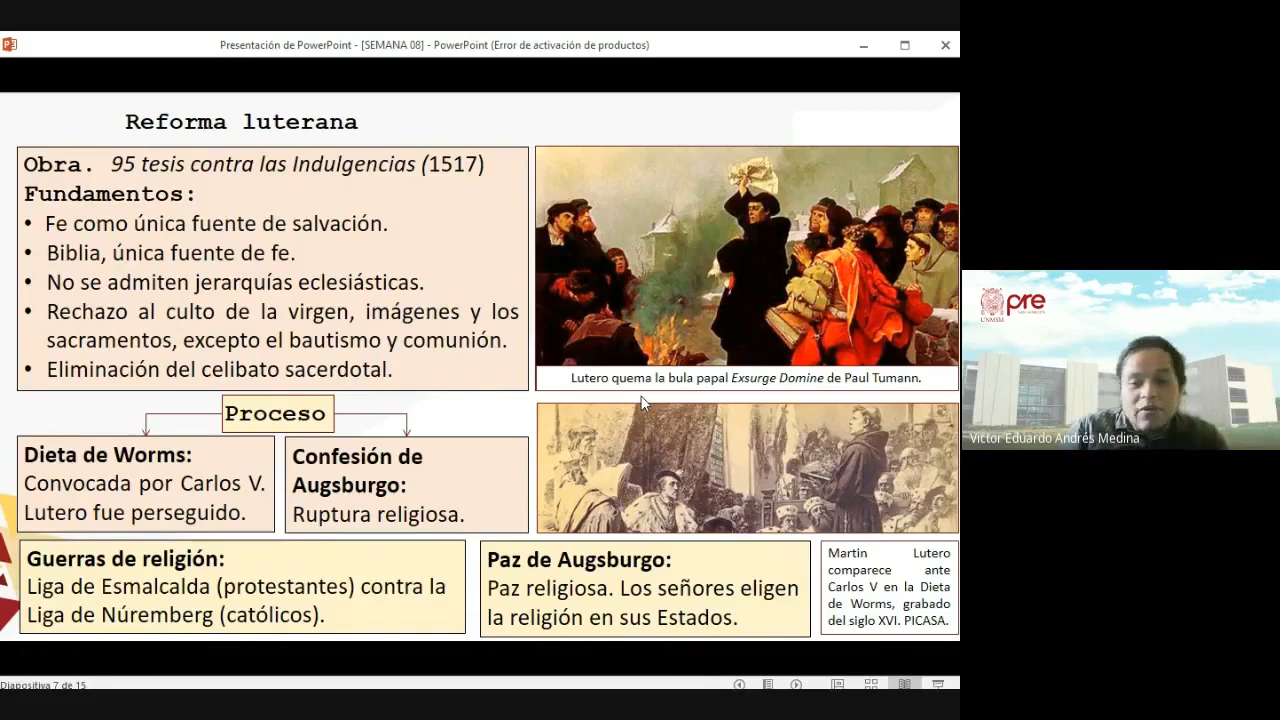 Presentación de PowerPoint - [SEMANA 08] - PowerPoint (Error de activación de productos)
Reforma luterana
Obra. 95 tesis contra las Indulgencias (1517)
Fundamentos:
• Fe como única fuente de salvación.
• Biblia, única fuente de fe.
• No se admiten jerarquías eclesiásticas.
• Rechazo al culto de la virgen, imágenes y los
sacramentos, excepto el bautismo y comunión.
• Eliminación del celibato sacerdotal.
Lutero quema la bula papal Exsurge Domine de Paul Tumann.
Proceso
Dieta de Worms:
Convocada por Carlos V.
Lutero fue perseguido.
Confesión de
Augsburgo:
Ruptura religiosa.
Guerras de religión:
Liga de Esmalcalda (protestantes) contra la
Liga de Núremberg (católicos).
Paz de Augsburgo:
Paz religiosa. Los señores eligen
la religión en sus Estados.
Martin Lutero
comparece ante
Carlos V en la Dieta
de Worms, grabado
del siglo XVI. PICASA.
Diapositiva 7 de 15
UNMSM
pre
SAN MARCOS
Victor Eduardo Andrés Medina